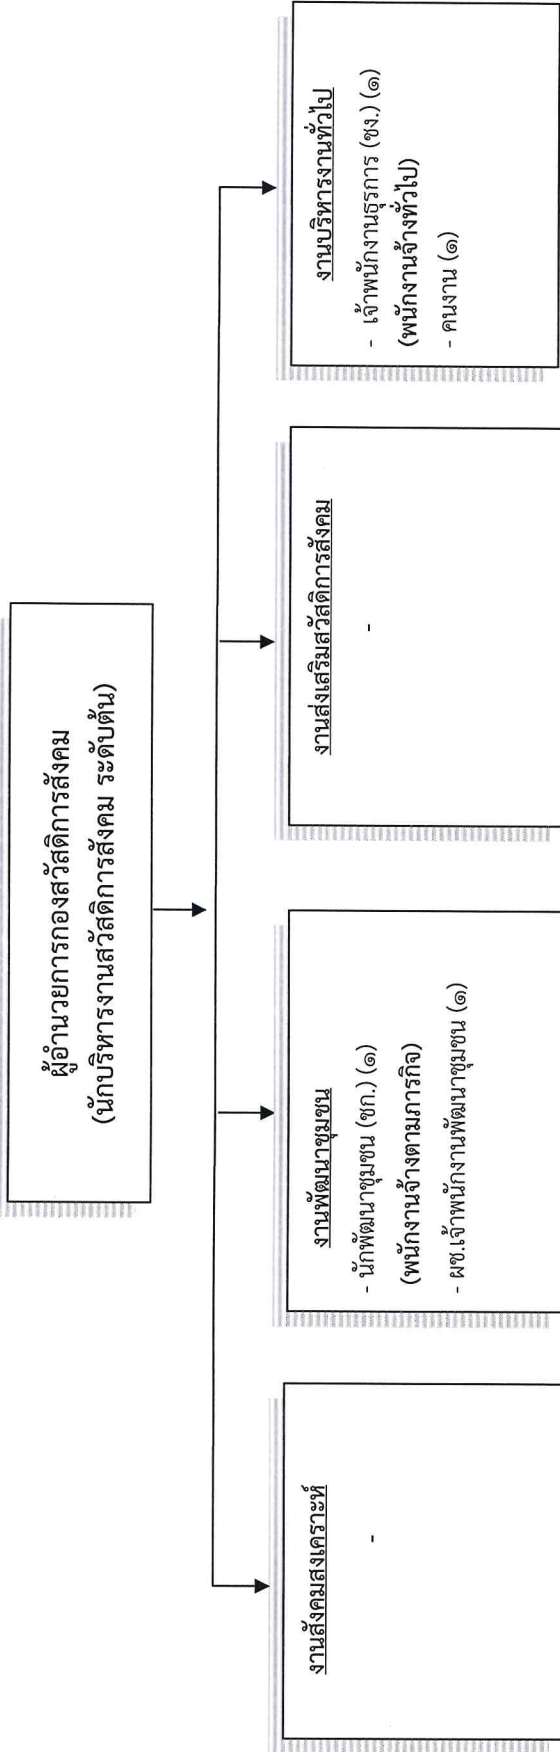 ผู้อำนวยการกองสวัสดิการสังคม
(นักบริหารงานสวัสดิการสังคม ระดับต้น)
งานสังคมสงเคราะห์
-
งานพัฒนาชุมชน
- นักพัฒนาชุมชน (ชก.) (๑)
(พนักงานจ้างตามภารกิจ)
- ผช.เจ้าพนักงานพัฒนาชุมชน (๑)
งานส่งเสริมสวัสดิการสังคม
-
งานบริหารงานทั่วไป
- เจ้าพนักงานธุรการ (ชง.) (๑)
(พนักงานจ้างทั่วไป)
- คนงาน (๑)